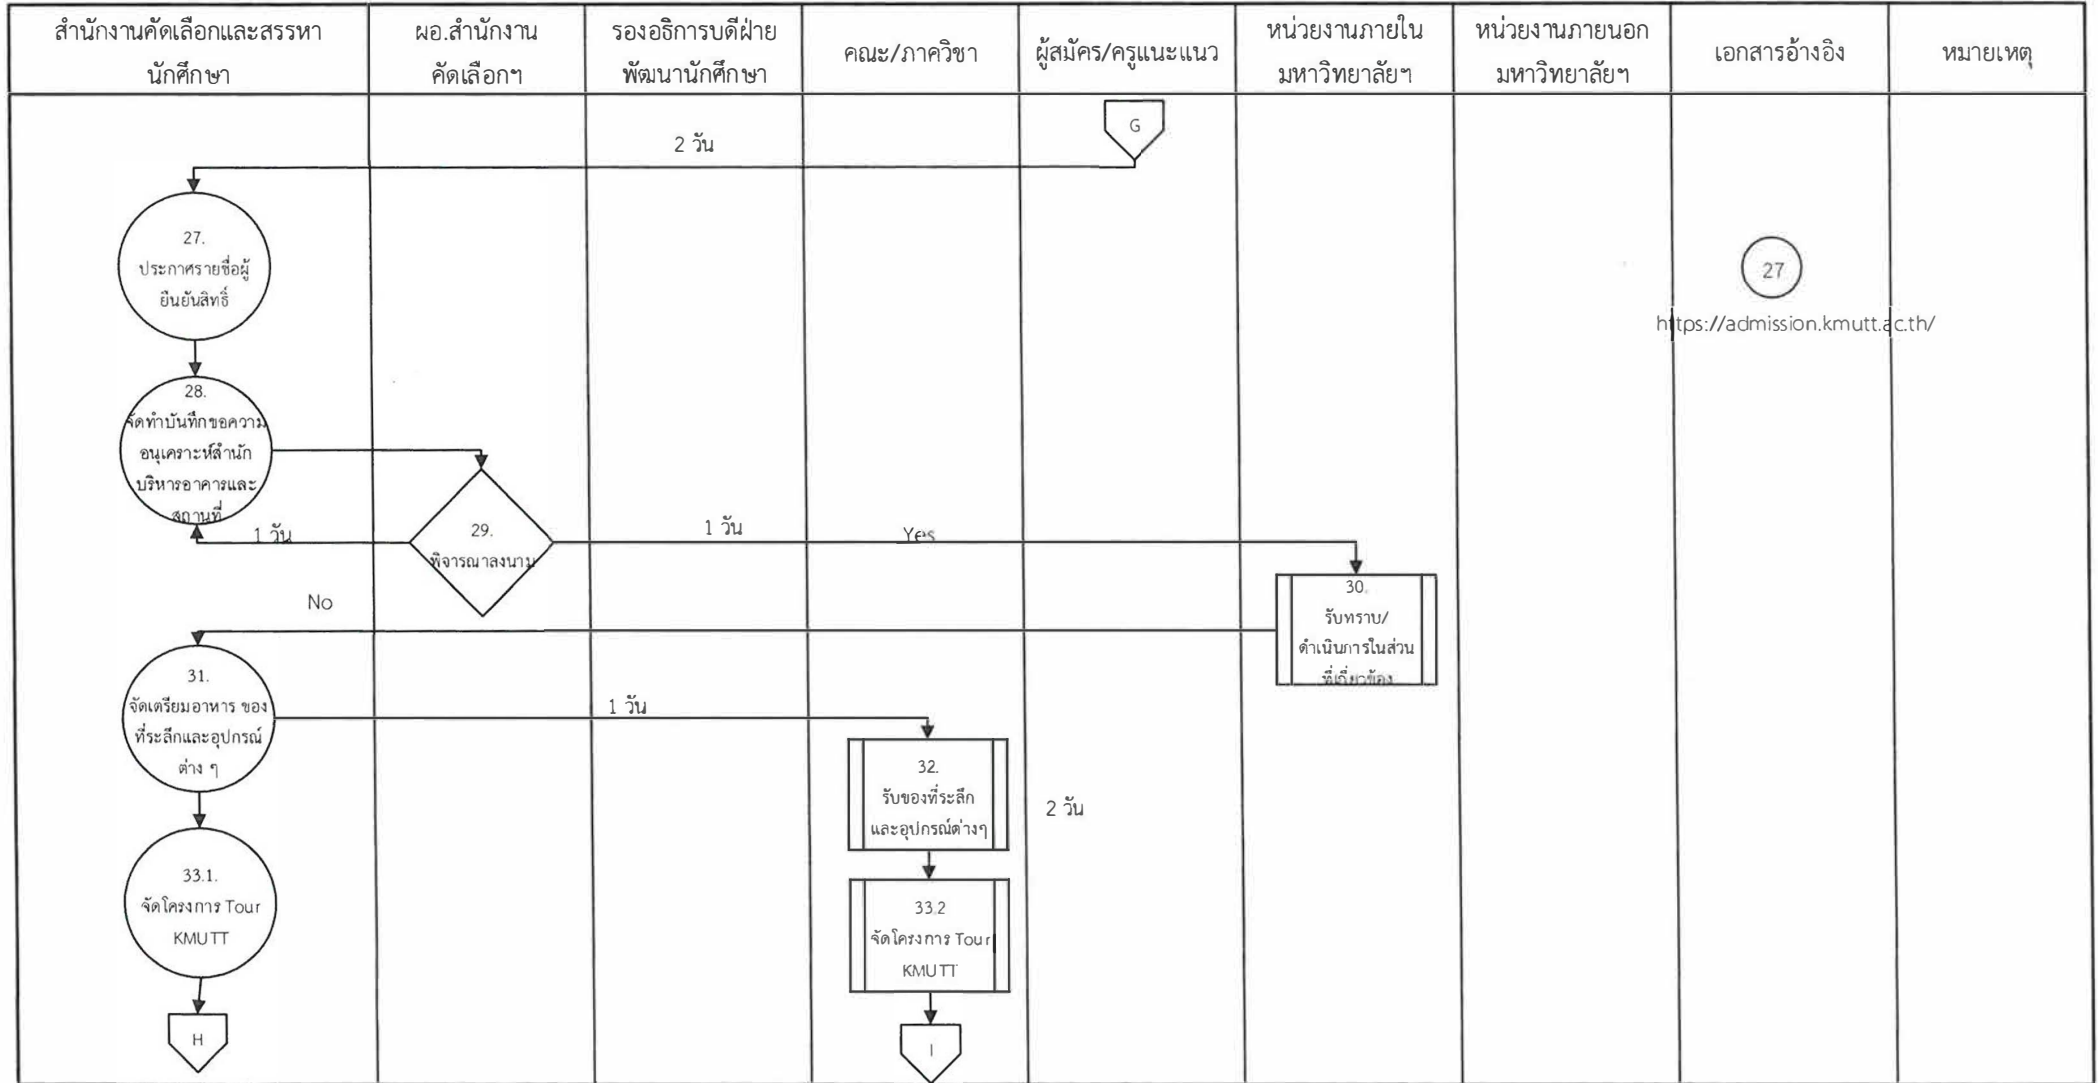 สำนักงานคัดเลือกและสรรหา
นักศึกษา
ผอ.สำนักงาน
คัดเลือกฯ
รองอธิการบดีฝ่าย
พัฒนานักศึกษา
คณะ/ภาควิชา
ผู้สมัคร/ครูแนะแนว
หน่วยงานภายใน
มหาวิทยาลัยฯ
หน่วยงานภายนอก
มหาวิทยาลัยฯ
เอกสารอ้างอิง
หมายเหตุ
G
2 วัน
27.
ประกาศรายชื่อผู้
ยืนยันสิทธิ์
27
https://admission.kmutt.ac.th/
28.
จัดทำบันทึกขอความ
อนุเคราะห์สำนัก
บริหารอาคารและ
สถานที่
1 วัน
29.
พิจารณาลงนาม
1 วัน
Yes
No
30.
รับทราบ/
ดำเนินการในส่วน
ที่เกี่ยวข้อง
31.
จัดเตรียมอาหาร ของ
ที่ระลึกและอุปกรณ์
ต่าง ๆ
1 วัน
32.
รับของที่ระลึก
และอุปกรณ์ต่างๆ
2 วัน
33.1.
จัดโครงการ Tour
KMUTT
33.2
จัดโครงการ Tour
KMUTT
H
I